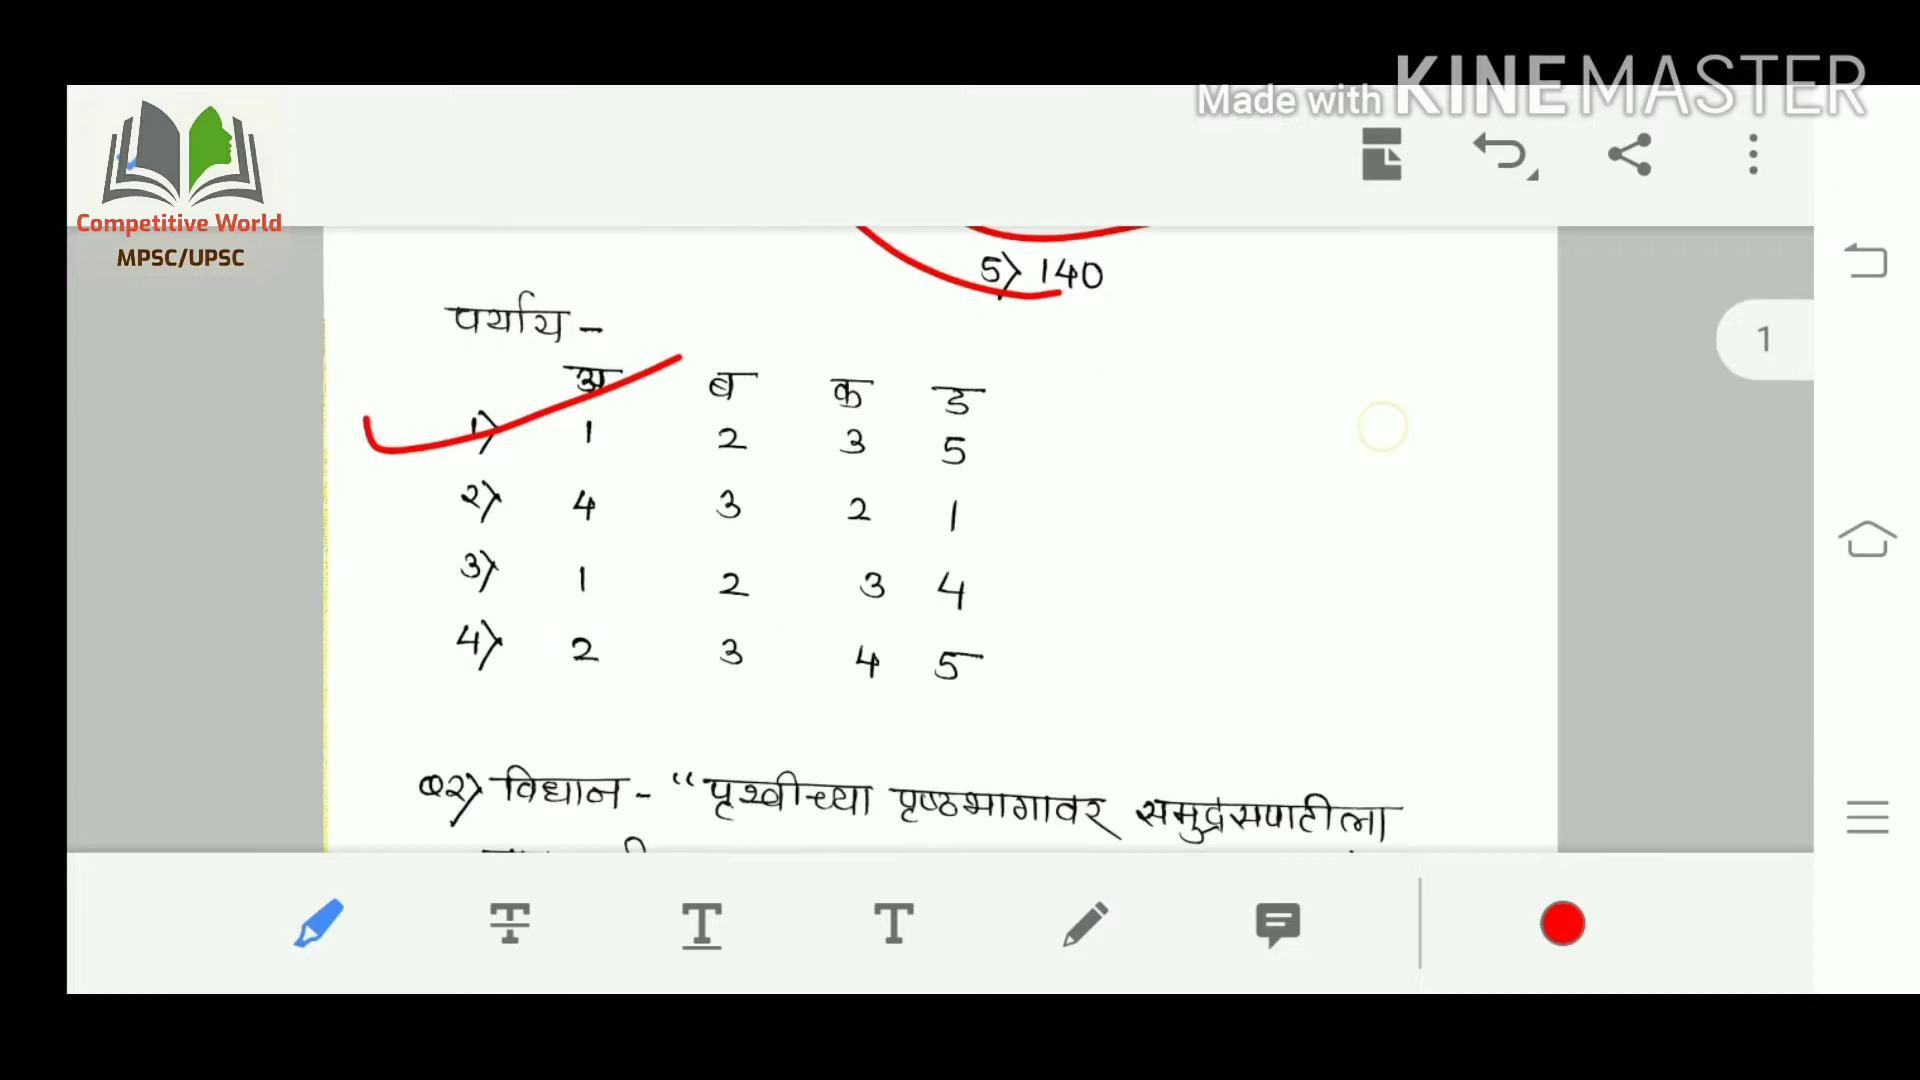 Made with KINEMASTER
Competitive World
MPSC/UPSC
5) 140
पर्याय -
अ ब क ड
1) 1 2 3 5
2) 4 3 2 1
3) 1 2 3 4
4) 2 3 4 5
Q2) विधान - “पृथ्वीच्या पृष्ठभागावर समुद्रसपाटीला
1